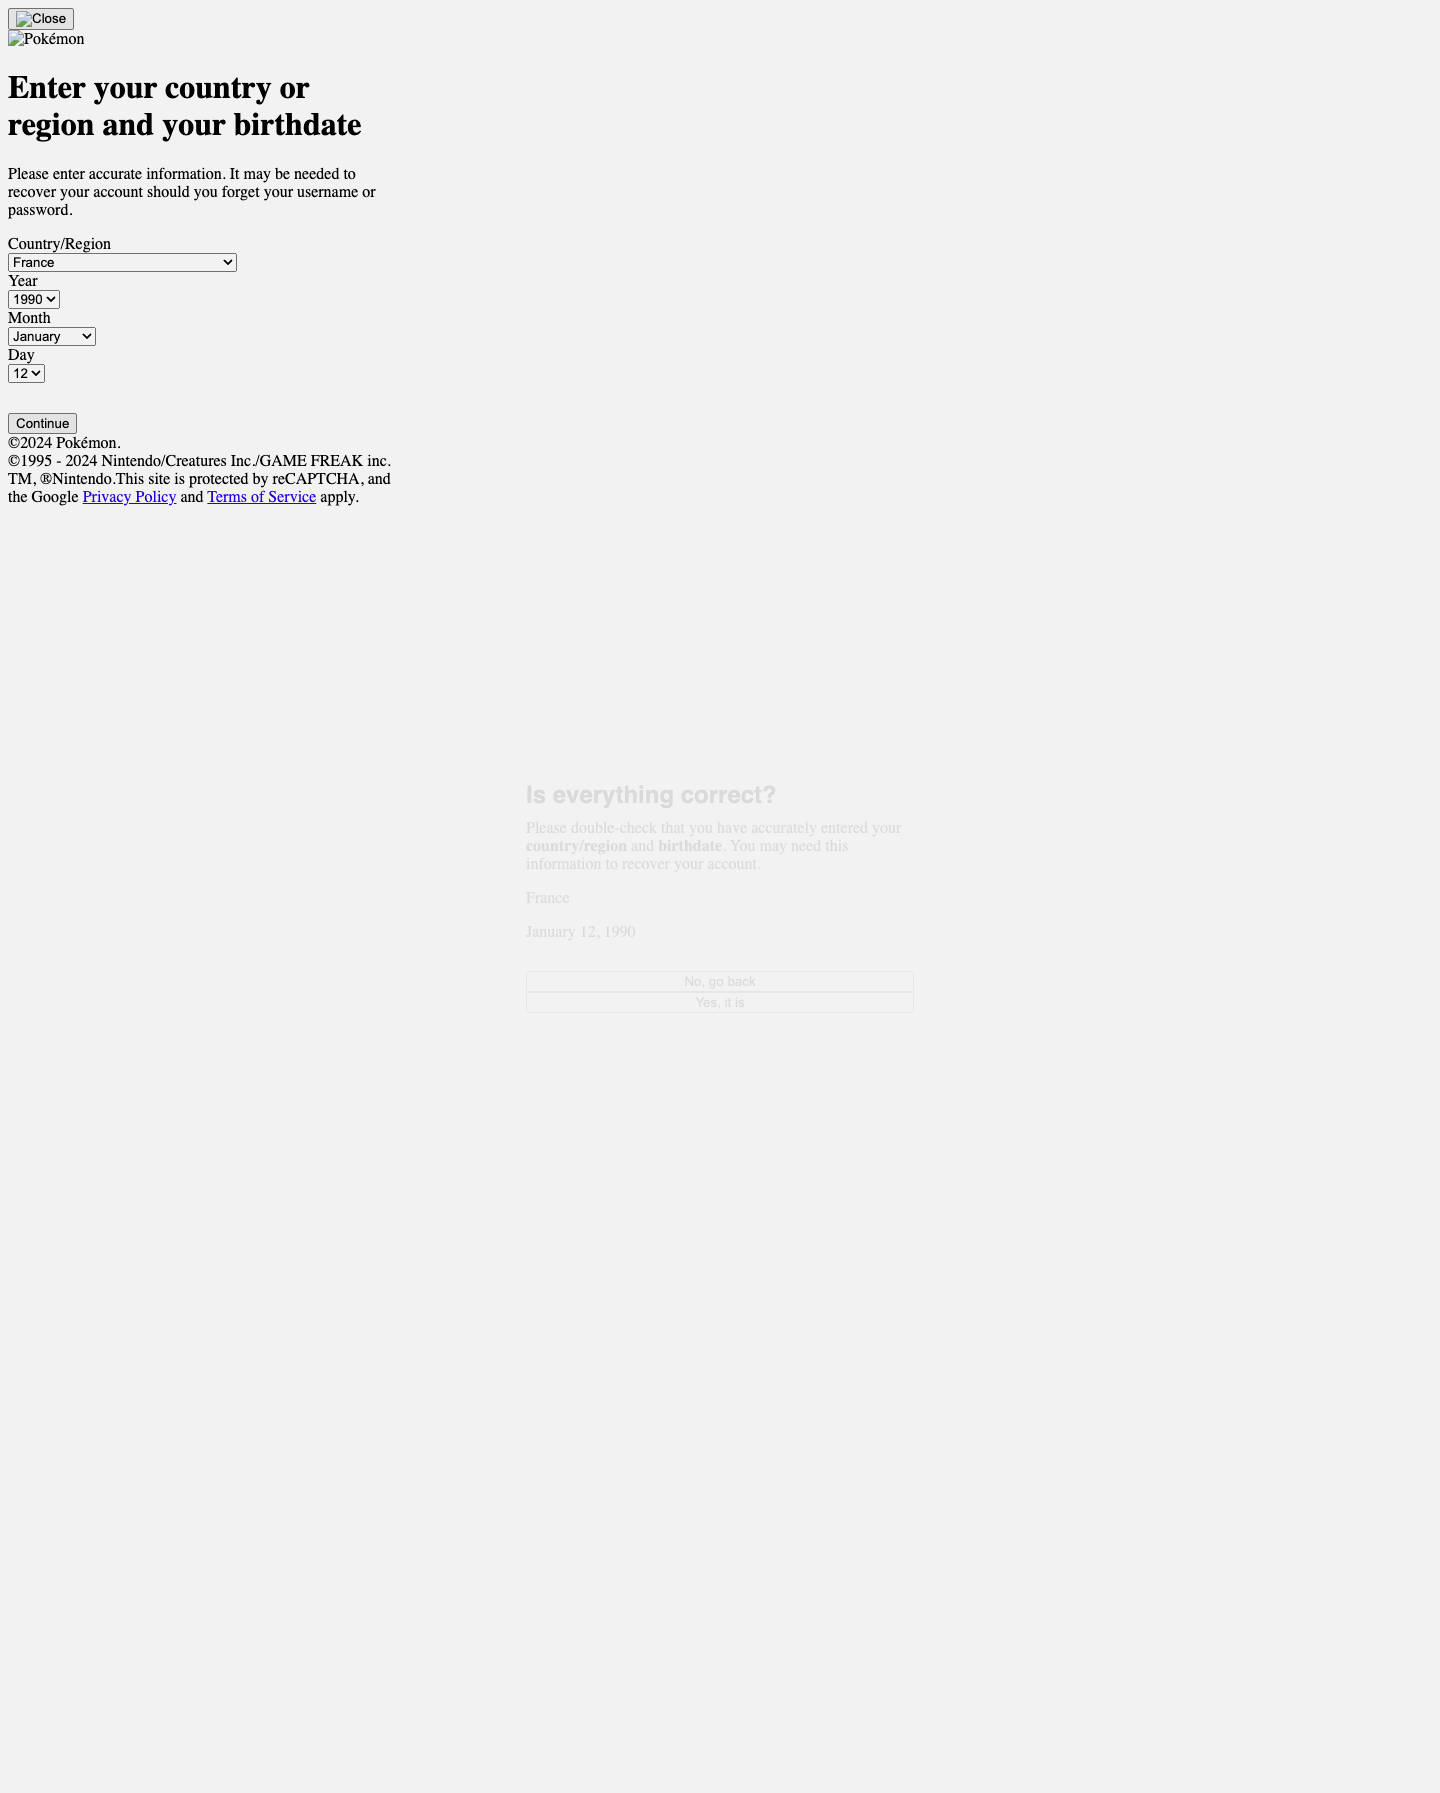 Close
Pokémon
Enter your country or
region and your birthdate
Please enter accurate information. It may be needed to
recover your account should you forget your username or
password.
Country/Region
France
Year
1990
Month
January
Day
12
Continue
©2024 Pokémon.
©1995 - 2024 Nintendo/Creatures Inc./GAME FREAK inc.
TM, ®Nintendo.This site is protected by reCAPTCHA, and
the Google Privacy Policy and Terms of Service apply.
Is everything correct?
Please double-check that you have accurately entered your
country/region and birthdate. You may need this
information to recover your account.
France
January 12, 1990
No, go back
Yes, it is